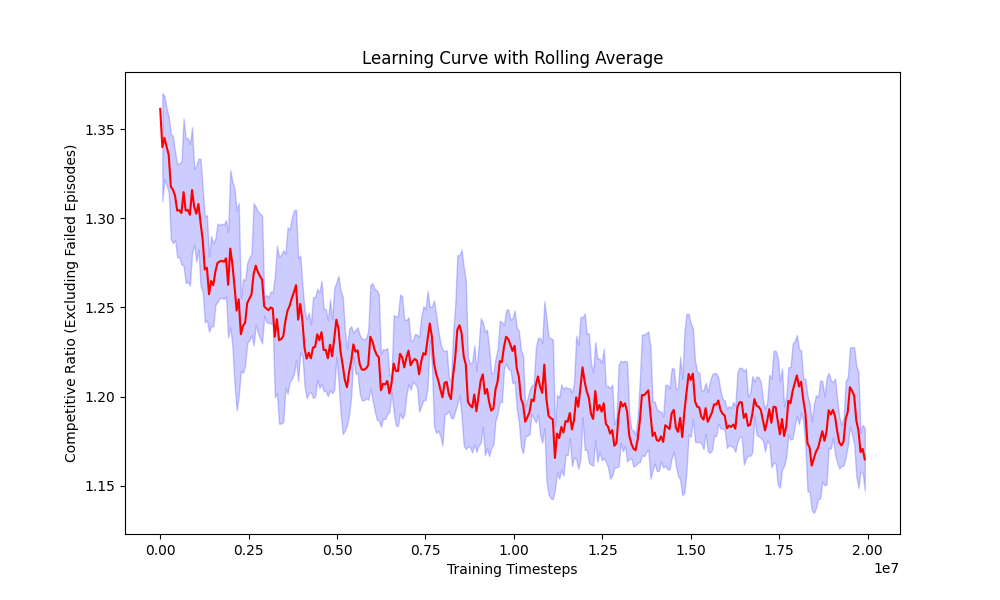 Learning Curve with Rolling Average
Competitive Ratio (Excluding Failed Episodes)
1.35
1.30
1.25
1.20
1.15
0.00 0.25 0.50 0.75 1.00 1.25 1.50 1.75 2.00
1e7
Training Timesteps